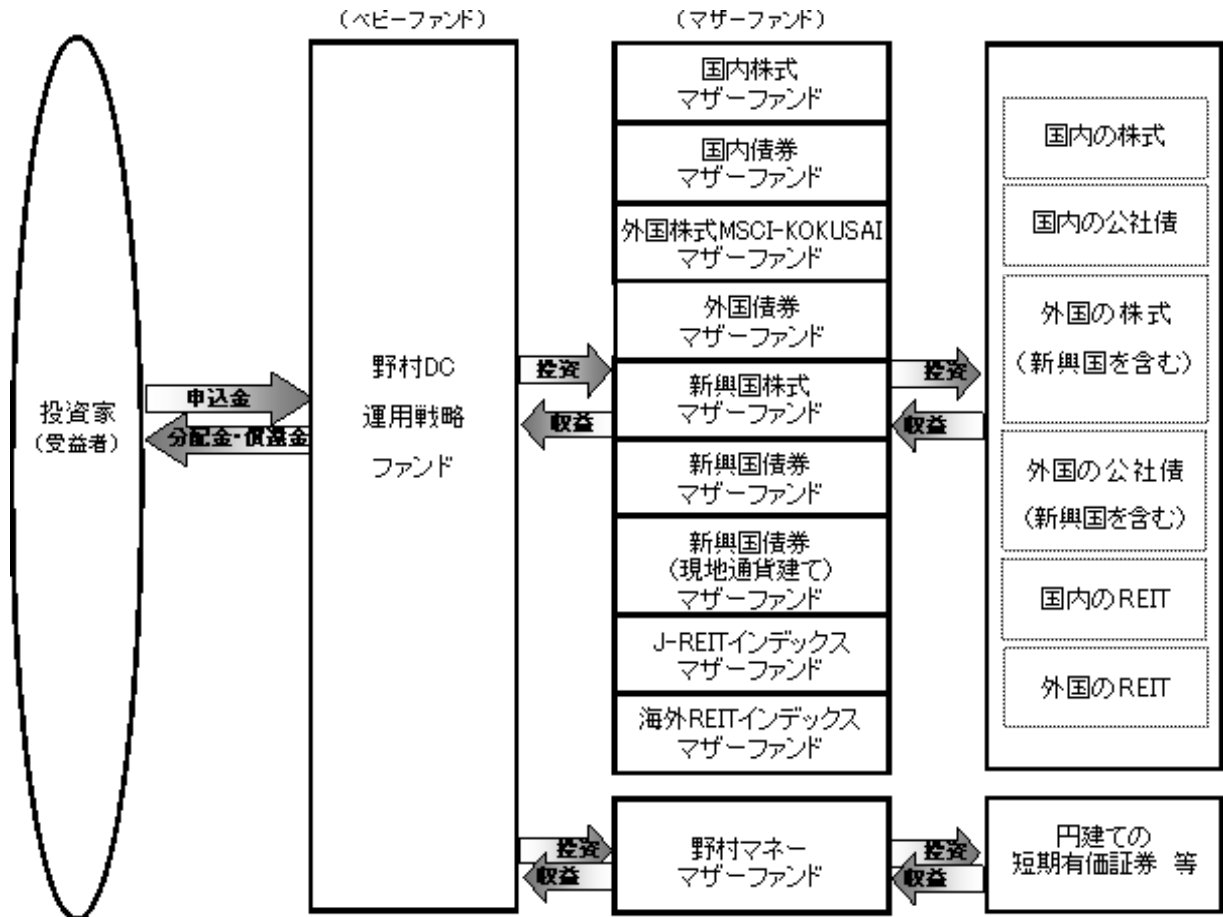 （ベビーファンド）
（マザーファンド）
投資家
（受益者）
申込金
分配金・償還金
野村DC
運用戦略
ファンド
投資
収益
国内株式
マザーファンド
国内債券
マザーファンド
外国株式MSCI-KOKUSAI
マザーファンド
外国債券
マザーファンド
新興国株式
マザーファンド
新興国債券
マザーファンド
新興国債券
（現地通貨建て）
マザーファンド
J-REITインデックス
マザーファンド
海外REITインデックス
マザーファンド
投資
収益
国内の株式
国内の公社債
外国の株式
（新興国を含む）
外国の公社債
（新興国を含む）
国内のREIT
外国のREIT
投資
収益
野村マネー
マザーファンド
投資
収益
円建ての
短期有価証券 等